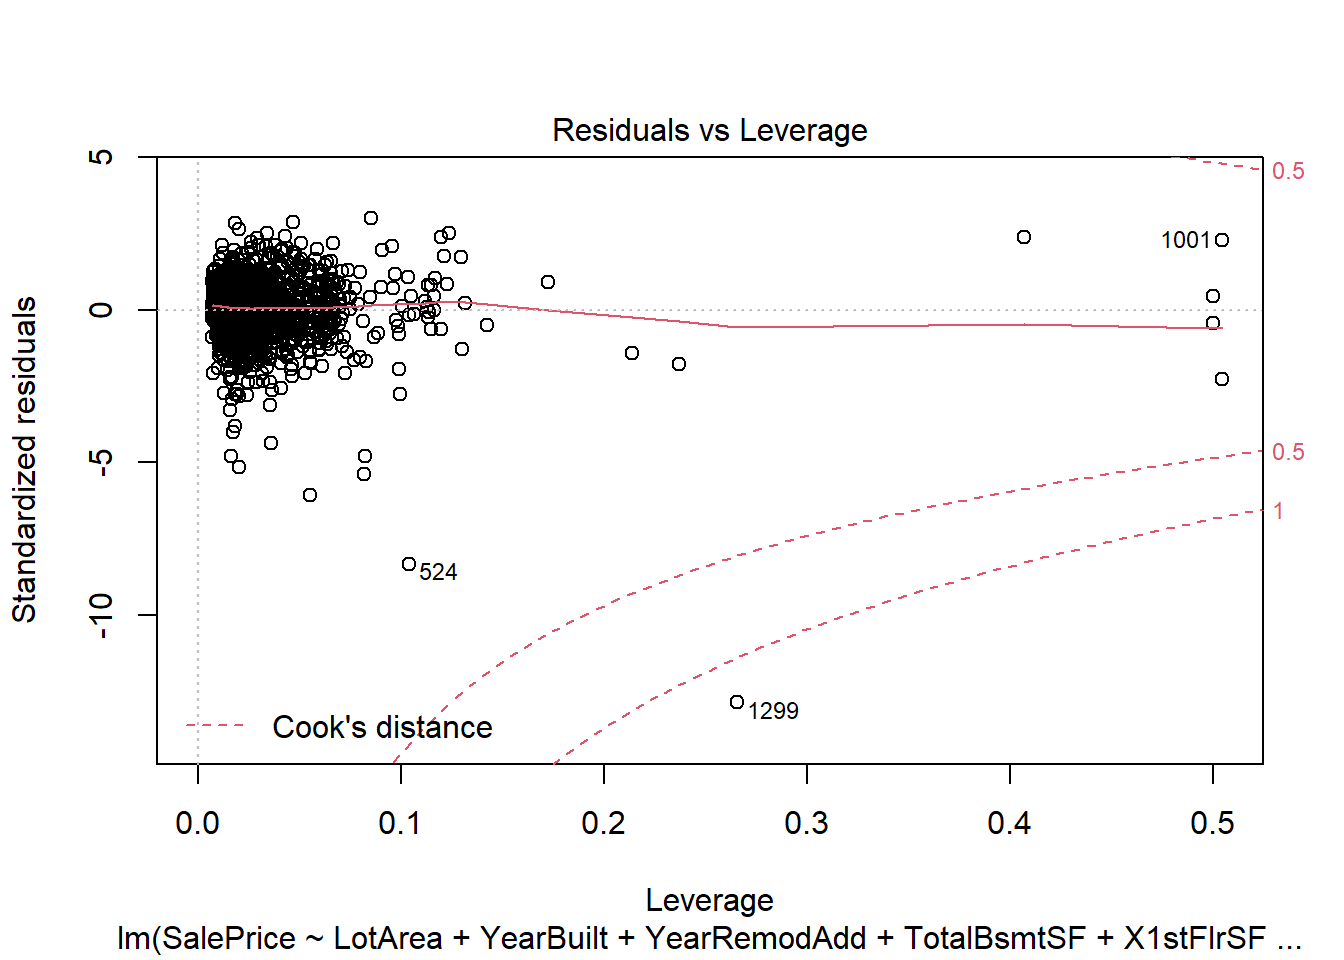 Residuals vs Leverage
Standardized residuals
5
0
-5
-10
0.5
1001
0.5
1
524
1299
Cook's distance
0.0 0.1 0.2 0.3 0.4 0.5
Leverage
lm(SalePrice ~ LotArea + YearBuilt + YearRemodAdd + TotalBsmtSF + X1stFlrSF ...